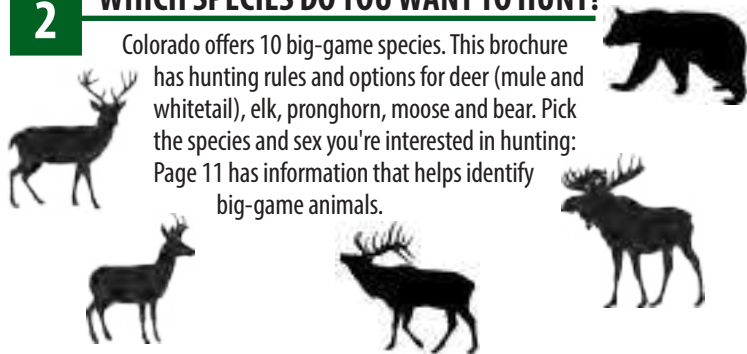 2
WHICH SPECIES DO YOU WANT TO HUNT?
Colorado offers 10 big-game species. This brochure
has hunting rules and options for deer (mule and
whitetail), elk, pronghorn, moose and bear. Pick
the species and sex you're interested in hunting:
Page 11 has information that helps identify
big-game animals.